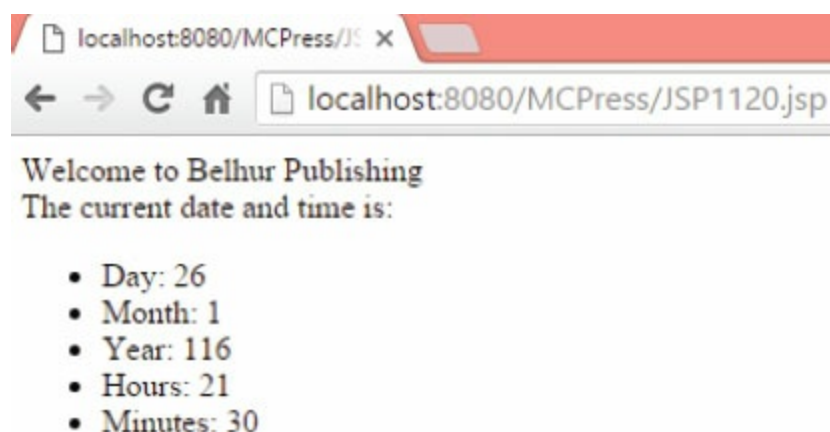 localhost:8080/MCPress/JS
localhost:8080/MCPress/JSP1120.jsp
Welcome to Belhur Publishing
The current date and time is:
• Day: 26
• Month: 1
• Year: 116
• Hours: 21
• Minutes: 30